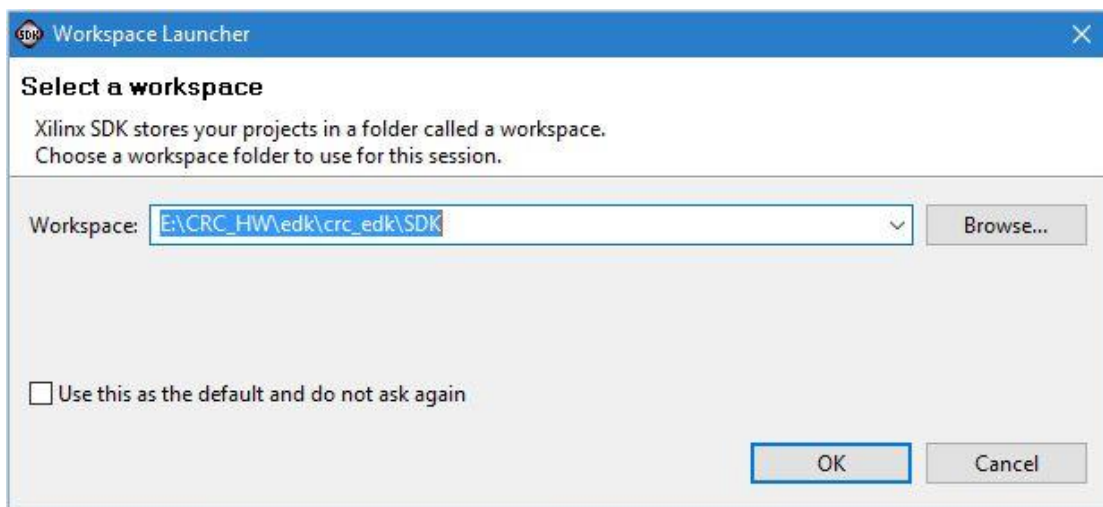 SDK Workspace Launcher
Select a workspace
Xilinx SDK stores your projects in a folder called a workspace.
Choose a workspace folder to use for this session.
Workspace: E:\CRC_HW\edk\crc_edk\SDK Browse...
Use this as the default and do not ask again
OK Cancel